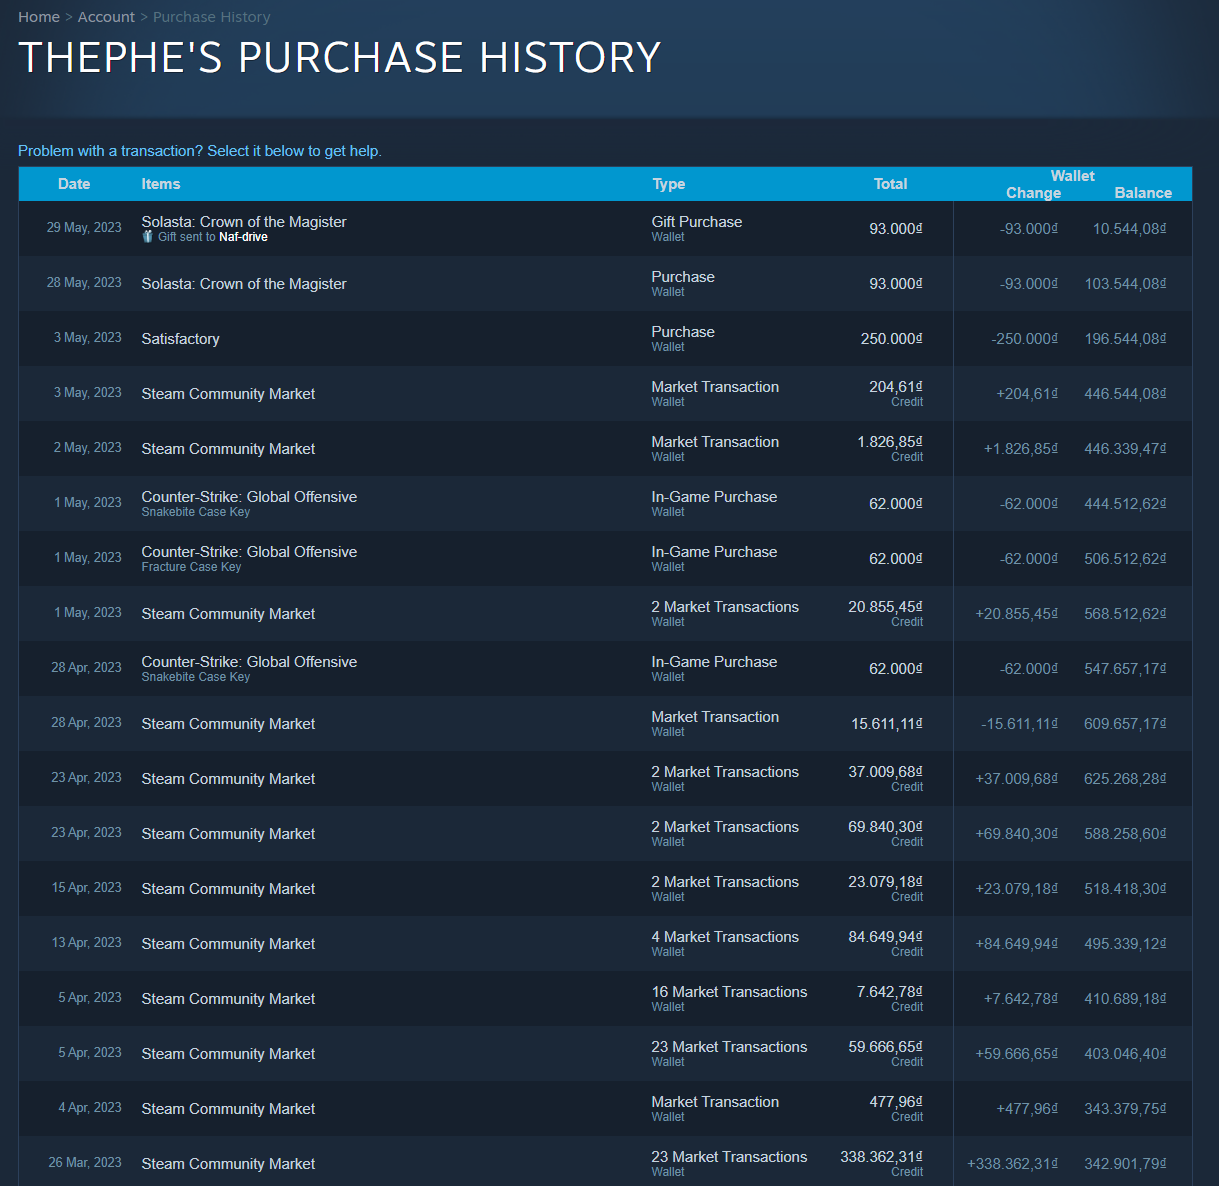 Home > Account > Purchase History
THEPHE'S PURCHASE HISTORY
Problem with a transaction? Select it below to get help.
Date Items Type Total Wallet
Change Balance
29 May, 2023 Solasta: Crown of the Magister Gift Purchase 93.000₫ -93.000₫ 10.544,08₫
Gift sent to Naf-drive Wallet
28 May, 2023 Solasta: Crown of the Magister Purchase 93.000₫ -93.000₫ 103.544,08₫
Wallet
3 May, 2023 Satisfactory Purchase 250.000₫ -250.000₫ 196.544,08₫
Wallet
3 May, 2023 Steam Community Market Market Transaction 204,61₫ +204,61₫ 446.544,08₫
Wallet Credit
2 May, 2023 Steam Community Market Market Transaction 1.826,85₫ +1.826,85₫ 446.339,47₫
Wallet Credit
1 May, 2023 Counter-Strike: Global Offensive In-Game Purchase 62.000₫ -62.000₫ 444.512,62₫
Snakebite Case Key Wallet
1 May, 2023 Counter-Strike: Global Offensive In-Game Purchase 62.000₫ -62.000₫ 506.512,62₫
Fracture Case Key Wallet
1 May, 2023 Steam Community Market 2 Market Transactions 20.855,45₫ +20.855,45₫ 568.512,62₫
Wallet Credit
28 Apr, 2023 Counter-Strike: Global Offensive In-Game Purchase 62.000₫ -62.000₫ 547.657,17₫
Snakebite Case Key Wallet
28 Apr, 2023 Steam Community Market Market Transaction 15.611,11₫ -15.611,11₫ 609.657,17₫
Wallet
23 Apr, 2023 Steam Community Market 2 Market Transactions 37.009,68₫ +37.009,68₫ 625.268,28₫
Wallet Credit
23 Apr, 2023 Steam Community Market 2 Market Transactions 69.840,30₫ +69.840,30₫ 588.258,60₫
Wallet Credit
15 Apr, 2023 Steam Community Market 2 Market Transactions 23.079,18₫ +23.079,18₫ 518.418,30₫
Wallet Credit
13 Apr, 2023 Steam Community Market 4 Market Transactions 84.649,94₫ +84.649,94₫ 495.339,12₫
Wallet Credit
5 Apr, 2023 Steam Community Market 16 Market Transactions 7.642,78₫ +7.642,78₫ 410.689,18₫
Wallet Credit
5 Apr, 2023 Steam Community Market 23 Market Transactions 59.666,65₫ +59.666,65₫ 403.046,40₫
Wallet Credit
4 Apr, 2023 Steam Community Market Market Transaction 477,96₫ +477,96₫ 343.379,75₫
Wallet Credit
26 Mar, 2023 Steam Community Market 23 Market Transactions 338.362,31₫ +338.362,31₫ 342.901,79₫
Wallet Credit